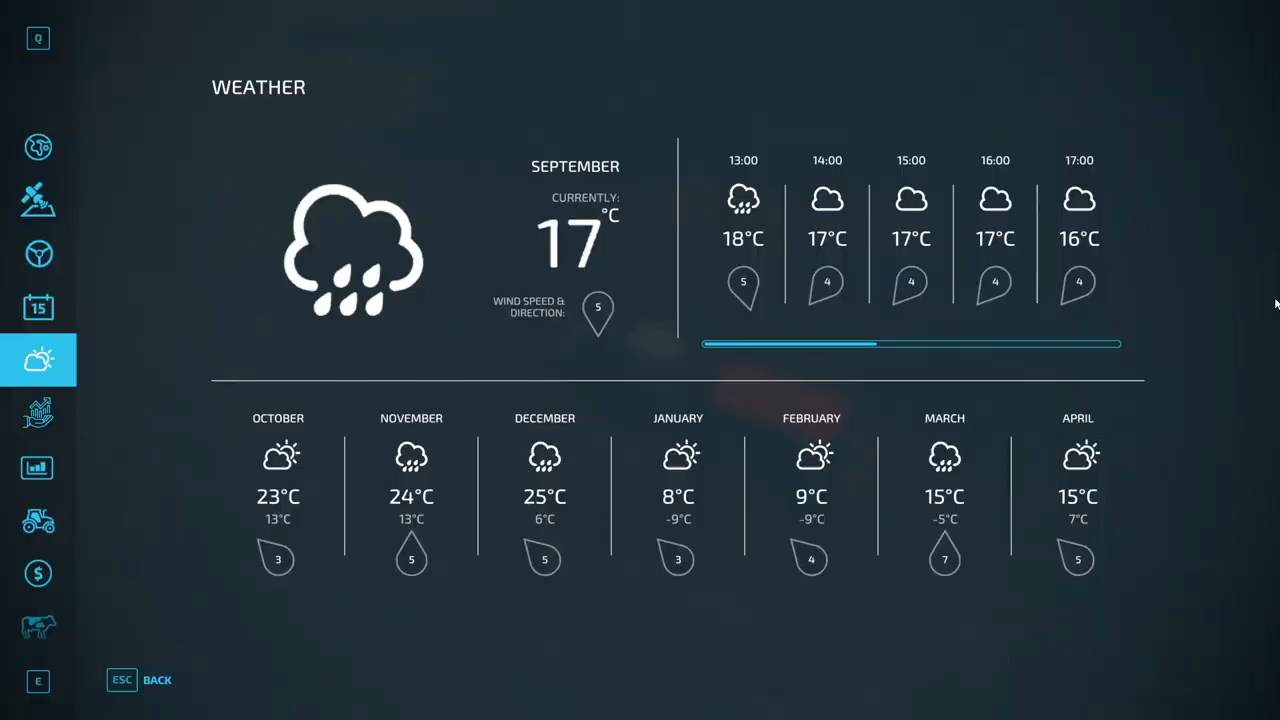 Q
WEATHER
15
SEPTEMBER
CURRENTLY:
17°C
WIND SPEED &
DIRECTION:
5
13:00 14:00 15:00 16:00 17:00
18°C 17°C 17°C 17°C 16°C
5 4 4 4 4
OCTOBER NOVEMBER DECEMBER JANUARY FEBRUARY MARCH APRIL
23°C 24°C 25°C 8°C 9°C 15°C 15°C
13°C 13°C 6°C -9°C -9°C -5°C 7°C
3 5 5 3 4 7 5
$
E
ESC BACK